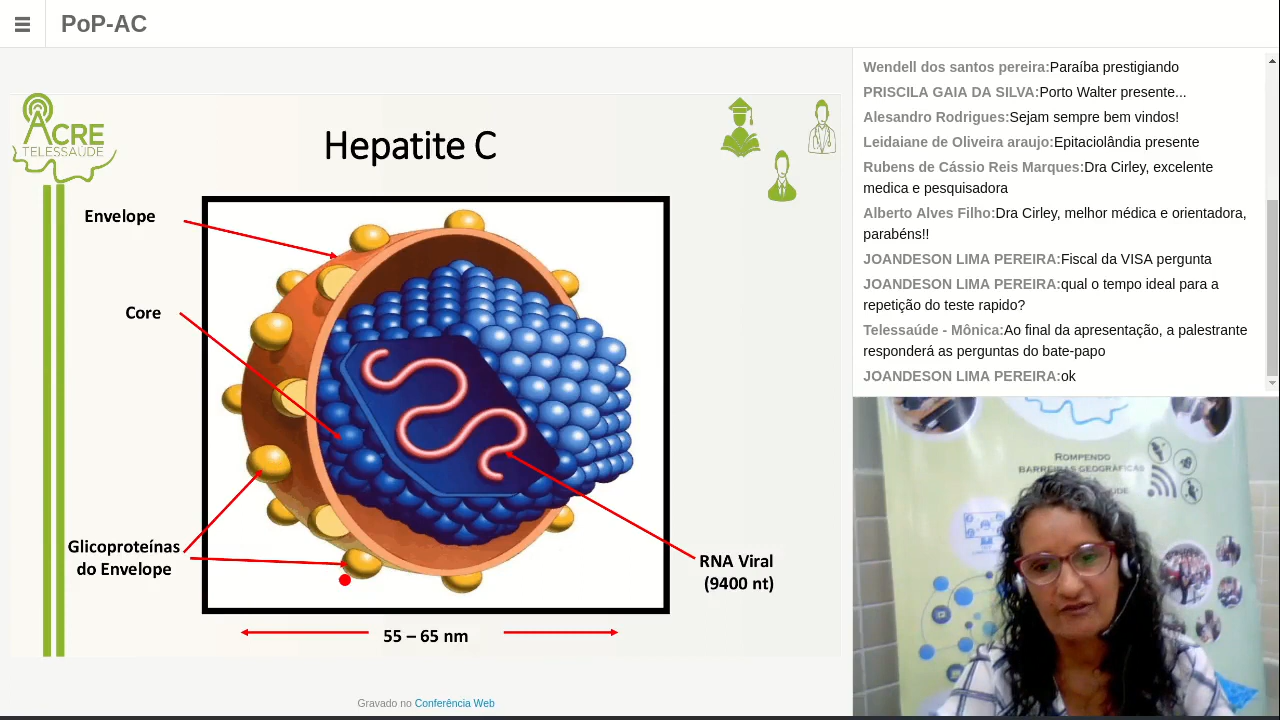 PoP-AC
ACRE
TELESSAÚDE
Hepatite C
Envelope
Core
Glicoproteínas
do Envelope
RNA Viral
(9400 nt)
55 – 65 nm
Gravado no Conferência Web
Wendell dos santos pereira:Paraíba prestigiando
PRISCILA GAIA DA SILVA:Porto Walter presente...
Alesandro Rodrigues:Sejam sempre bem vindos!
Leidaiane de Oliveira araujo:Epitaciolândia presente
Rubens de Cássio Reis Marques:Dra Cirley, excelente
medica e pesquisadora
Alberto Alves Filho:Dra Cirley, melhor médica e orientadora,
parabéns!!
JOANDESON LIMA PEREIRA:Fiscal da VISA pergunta
JOANDESON LIMA PEREIRA:qual o tempo ideal para a
repetição do teste rapido?
Telessaúde - Mônica:Ao final da apresentação, a palestrante
responderá as perguntas do bate-papo
JOANDESON LIMA PEREIRA:ok
ROMPENDO
BARREIRAS GEOGRÁFICAS